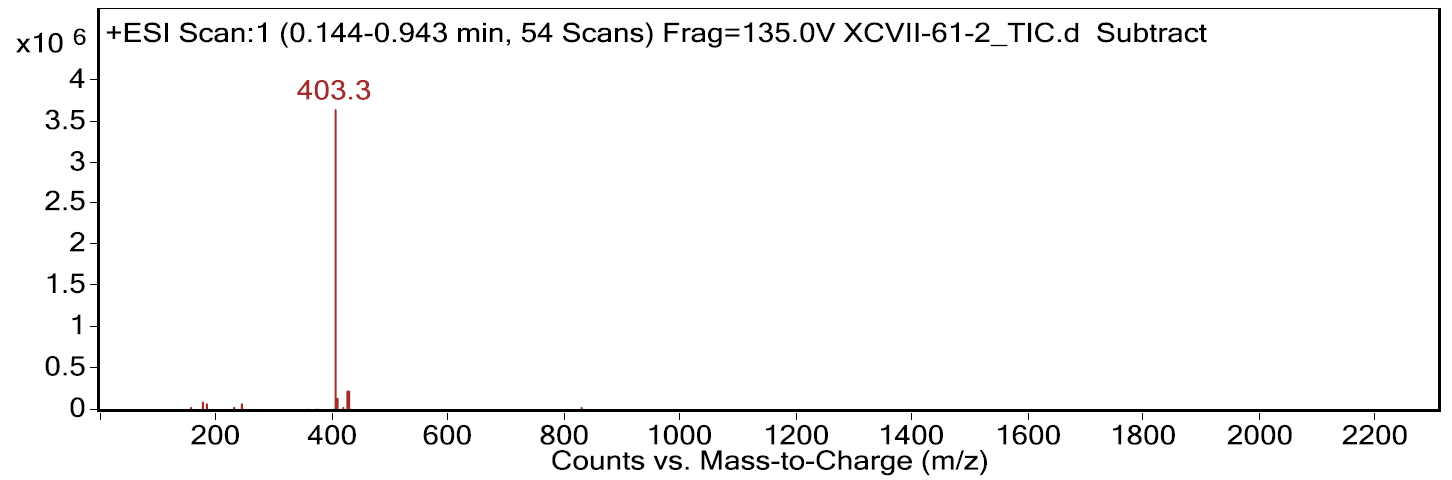 +ESI Scan:1 (0.144-0.943 min, 54 Scans) Frag=135.0V XCVII-61-2_TIC.d Subtract
x10 6
403.3
4
3.5
3
2.5
2
1.5
1
0.5
0
200 400 600 800 1000 1200 1400 1600 1800 2000 2200
Counts vs. Mass-to-Charge (m/z)